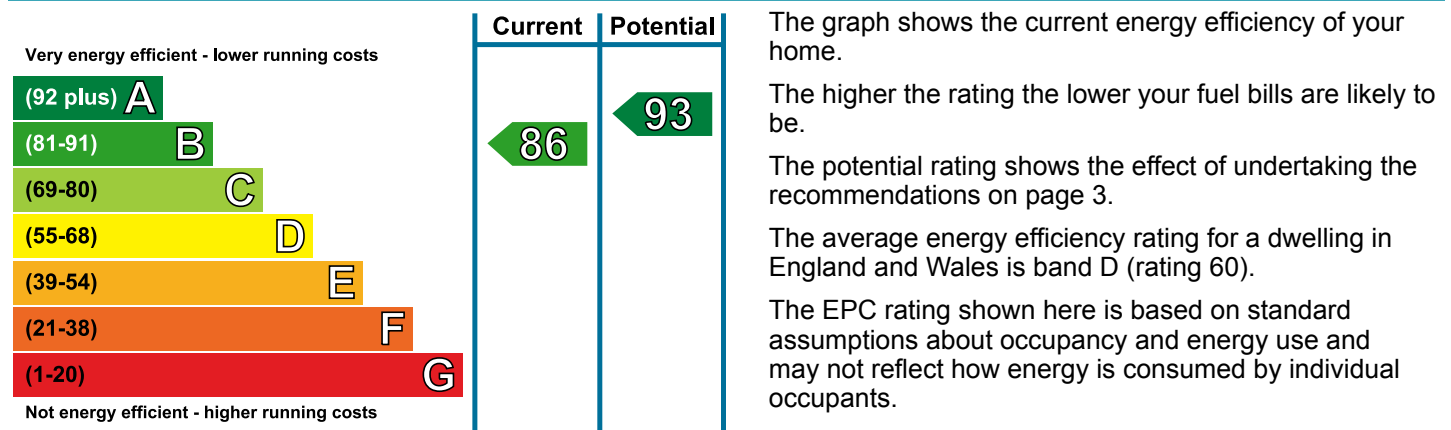 Current Potential
Very energy efficient - lower running costs
(92 plus) A
(81-91) B
(69-80) C
(55-68) D
(39-54) E
(21-38) F
(1-20) G
Not energy efficient - higher running costs
86
93
The graph shows the current energy efficiency of your
home.
The higher the rating the lower your fuel bills are likely to
be.
The potential rating shows the effect of undertaking the
recommendations on page 3.
The average energy efficiency rating for a dwelling in
England and Wales is band D (rating 60).
The EPC rating shown here is based on standard
assumptions about occupancy and energy use and
may not reflect how energy is consumed by individual
occupants.